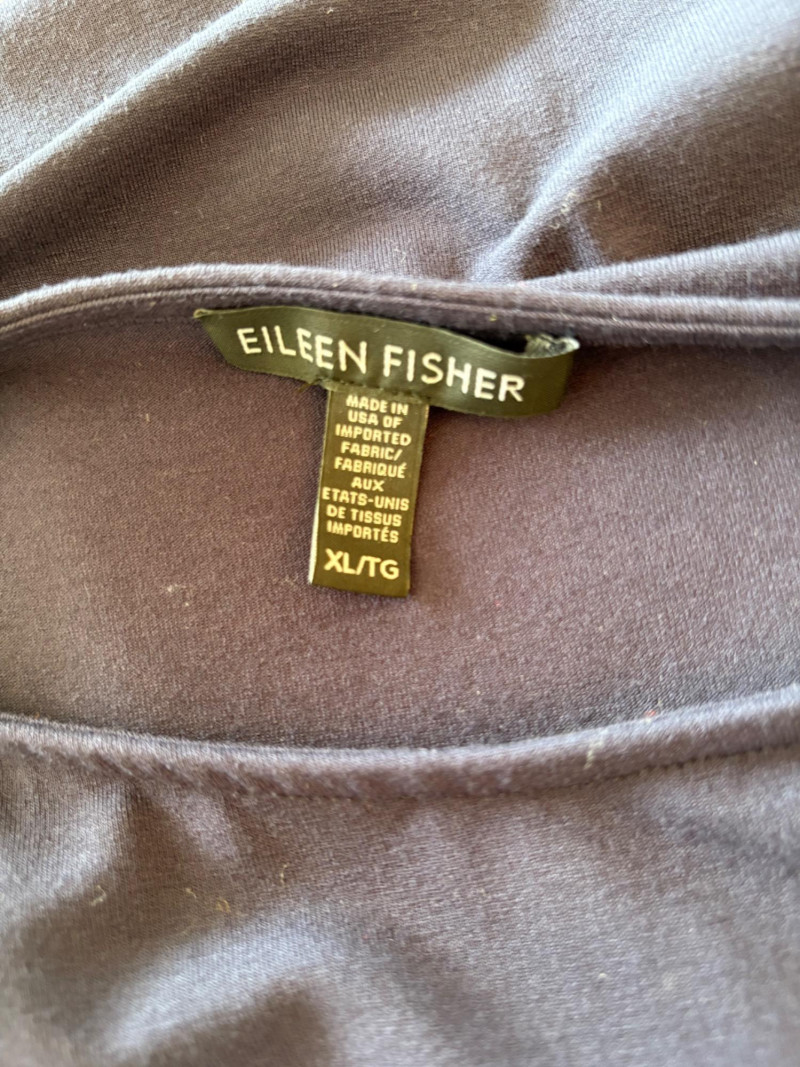 EILEEN FISHER
MADE IN
USA OF
IMPORTED
FABRIC/
FABRIQUÉ
AUX
ETATS-UNIS
DE TISSUS
IMPORTÉS
XL/TG